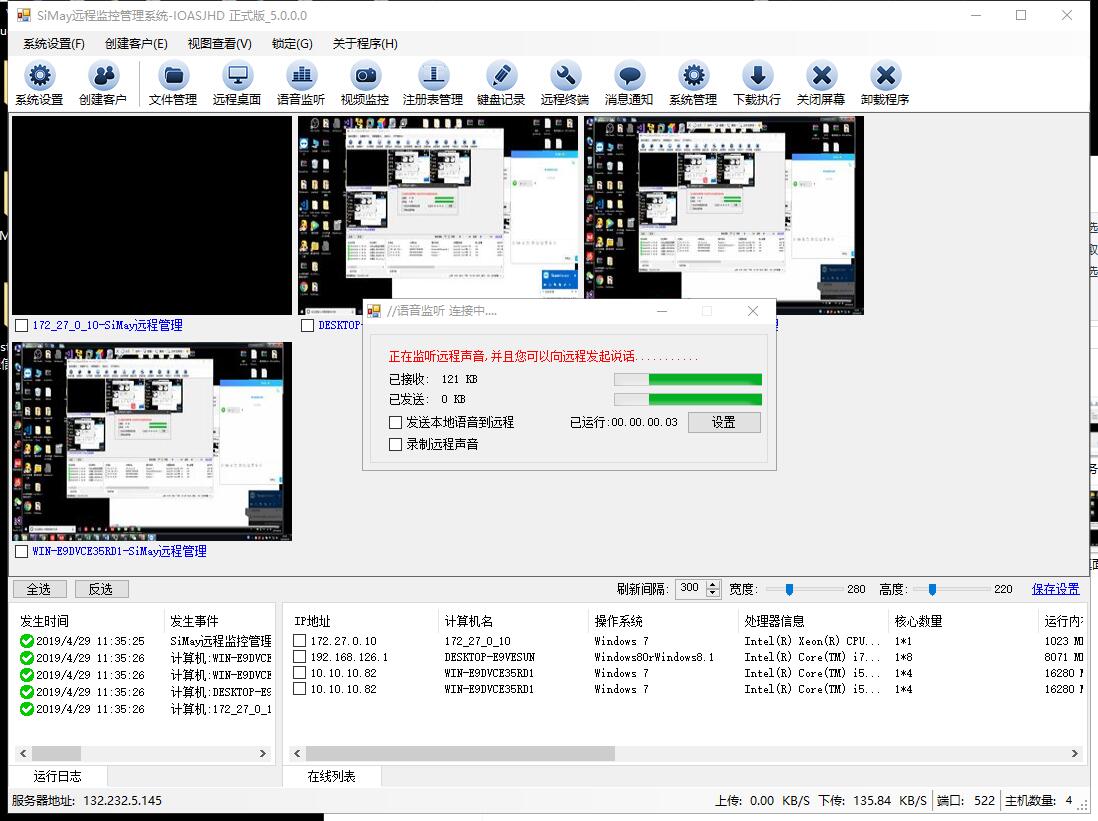 SiMay远程监控管理系统-IOASJHD 正式版_5.0.0.0
系统设置(F) 创建客户(E) 视图查看(V) 锁定(G) 关于程序(H)
系统设置 创建客户 文件管理 远程桌面 语音监听 视频监控 注册表管理 键盘记录 远程终端 消息通知 系统管理 下载执行 关闭屏幕 卸载程序
172_27_0_10-SiMay远程管理
DESKTOP-
//语音监听 连接中....
正在监听远程声音,并且您可以向远程发起说话...........
已接收: 121 KB
已发送: 0 KB
发送本地语音到远程 已运行:00.00.00.03 设置
录制远程声音
WIN-E9DVCE35RD1-SiMay远程管理
全选 反选 刷新间隔: 300 宽度: 280 高度: 220 保存设置
发生时间 发生事件
2019/4/29 11:35:25 SiMay远程监控管理
2019/4/29 11:35:26 计算机:WIN-E9DVCE
2019/4/29 11:35:26 计算机:WIN-E9DVCE
2019/4/29 11:35:26 计算机:DESKTOP-E9
2019/4/29 11:35:26 计算机:172_27_0_1
运行日志
IP地址 计算机名 操作系统 处理器信息 核心数量 运行内
172.27.0.10 172_27_0_10 Windows 7 Intel(R) Xeon(R) CPU... 1*1 1023 M
192.168.126.1 DESKTOP-E9VESUN Windows8OrWindows8.1 Intel(R) Core(TM) i7... 1*8 8071 M
10.10.10.82 WIN-E9DVCE35RD1 Windows 7 Intel(R) Core(TM) i5... 1*4 16280
10.10.10.82 WIN-E9DVCE35RD1 Windows 7 Intel(R) Core(TM) i5... 1*4 16280
在线列表
服务器地址: 132.232.5.145 上传: 0.00 KB/S 下传: 135.84 KB/S 端口: 522 主机数量: 4